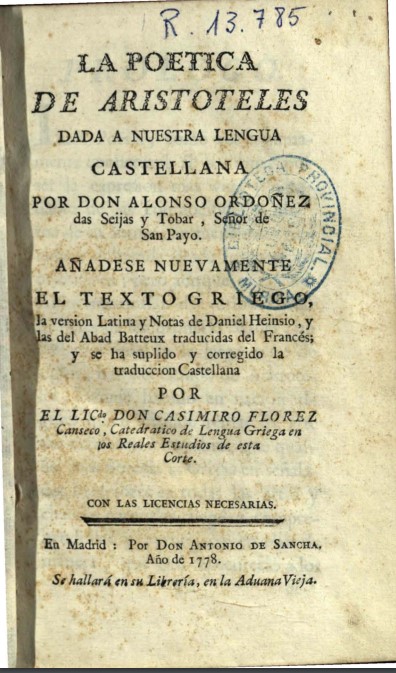 R. 13.785
LA POETICA
DE ARISTOTELES
DADA A NUESTRA LENGUA
CASTELLANA
POR DON ALONSO ORDOÑEZ
das Seijas y Tobar, Señor de
San Payo.
AÑADESE NUEVAMENTE
EL TEXTO GRIEGO,
la version Latina y Notas de Daniel Heinsio, y
las del Abad Batteux traducidas del Francés;
y se ha suplido y corregido la
traduccion Castellana
POR
EL LIC.do DON CASIMIRO FLOREZ
Canseco, Catedratico de Lengua Griega en
los Reales Estudios de esta
Corte.
CON LAS LICENCIAS NECESARIAS.
En Madrid : Por DON ANTONIO DE SANCHA.
Año de 1778.
Se hallará en su Librería, en la Aduana Vieja.
BIBLIOTECA PROVINCIAL